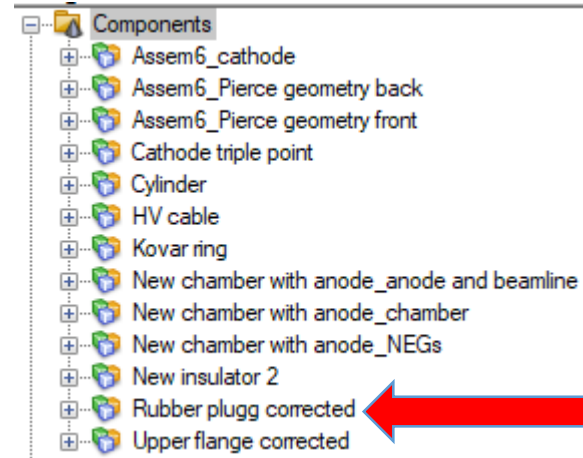 Components
Assem6_cathode
Assem6_Pierce geometry back
Assem6_Pierce geometry front
Cathode triple point
Cylinder
HV cable
Kovar ring
New chamber with anode_anode and beamline
New chamber with anode_chamber
New chamber with anode_NEGs
New insulator 2
Rubber plugg corrected
Upper flange corrected